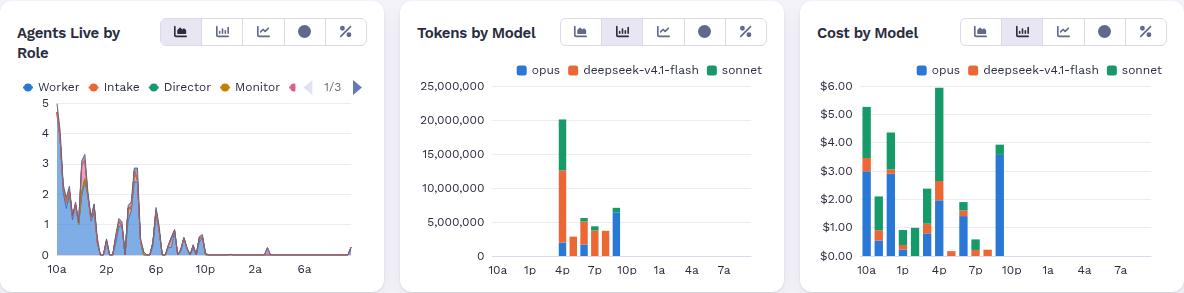 Agents Live by
Role
Worker Intake Director Monitor 1/3
5
4
3
2
1
0
10a 2p 6p 10p 2a 6a
Tokens by Model
opus deepseek-v4.1-flash sonnet
25,000,000
20,000,000
15,000,000
10,000,000
5,000,000
0
10a 1p 4p 7p 10p 1a 4a 7a
Cost by Model
opus deepseek-v4.1-flash sonnet
$6.00
$5.00
$4.00
$3.00
$2.00
$1.00
$0.00
10a 1p 4p 7p 10p 1a 4a 7a